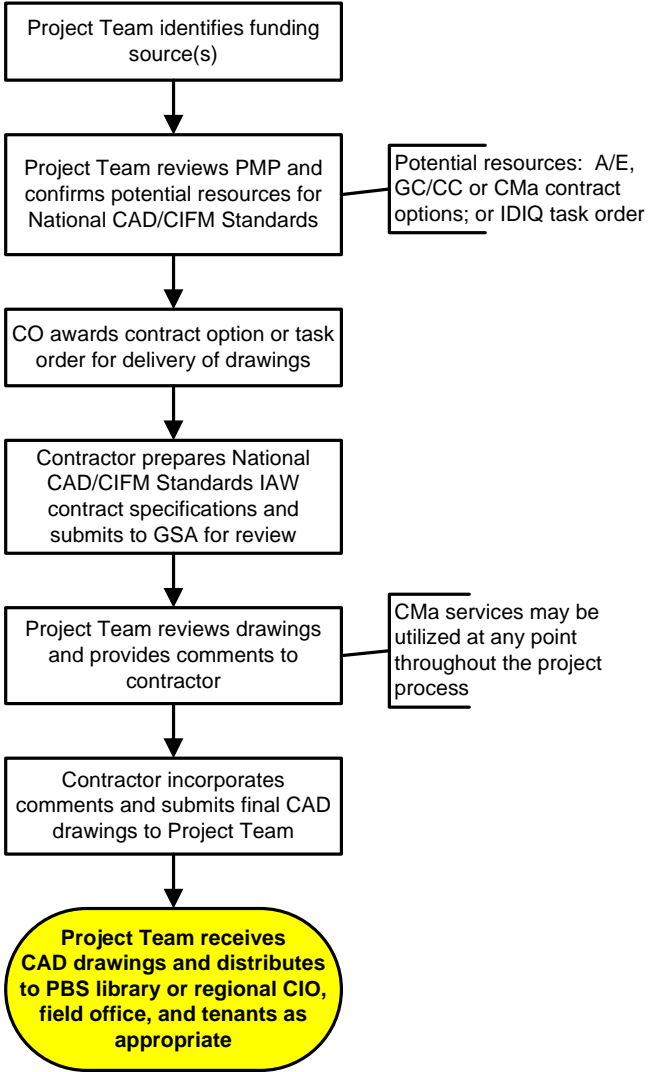 Project Team identifies funding
source(s)
Project Team reviews PMP and
confirms potential resources for
National CAD/CIFM Standards
Potential resources:  A/E,
GC/CC or CMa contract
options; or IDIQ task order
CO awards contract option or task
order for delivery of drawings
Contractor prepares National
CAD/CIFM Standards IAW
contract specifications and
submits to GSA for review
Project Team reviews drawings
and provides comments to
contractor
CMa services may be
utilized at any point
throughout the project
process
Contractor incorporates
comments and submits final CAD
drawings to Project Team
Project Team receives
CAD drawings and distributes
to PBS library or regional CIO,
field office, and tenants as
appropriate